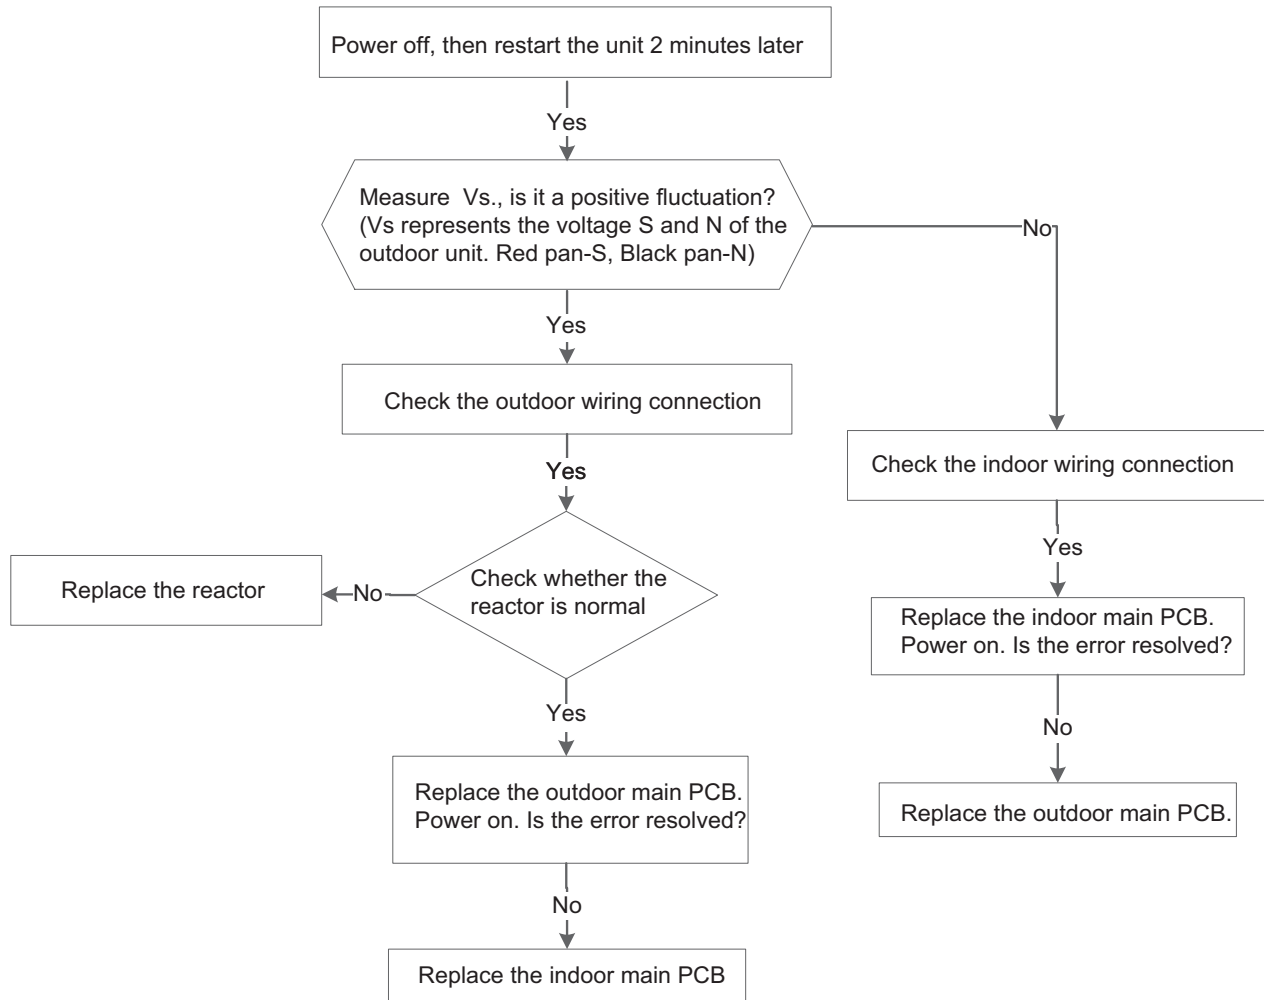 Power off, then restart the unit 2 minutes later
Yes
Measure Vs., is it a positive fluctuation?
(Vs represents the voltage S and N of the
outdoor unit. Red pan-S, Black pan-N)
No
Yes
Check the outdoor wiring connection
Check the indoor wiring connection
Yes
Yes
Check whether the
reactor is normal
No
Replace the reactor
Replace the indoor main PCB.
Power on. Is the error resolved?
Yes
No
Replace the outdoor main PCB.
Power on. Is the error resolved?
Replace the outdoor main PCB.
No
Replace the indoor main PCB